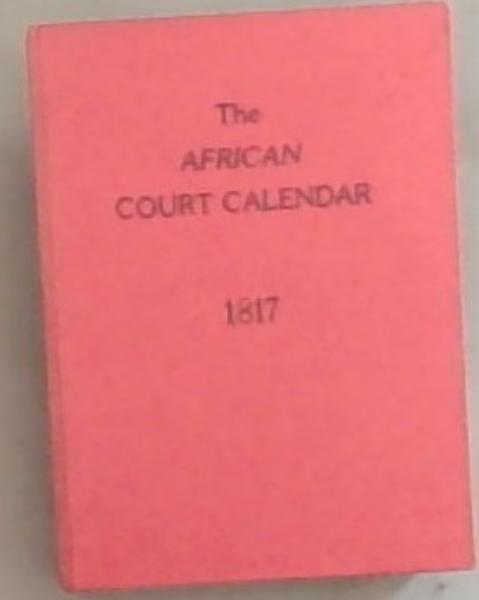 The
AFRICAN
COURT CALENDAR
1817